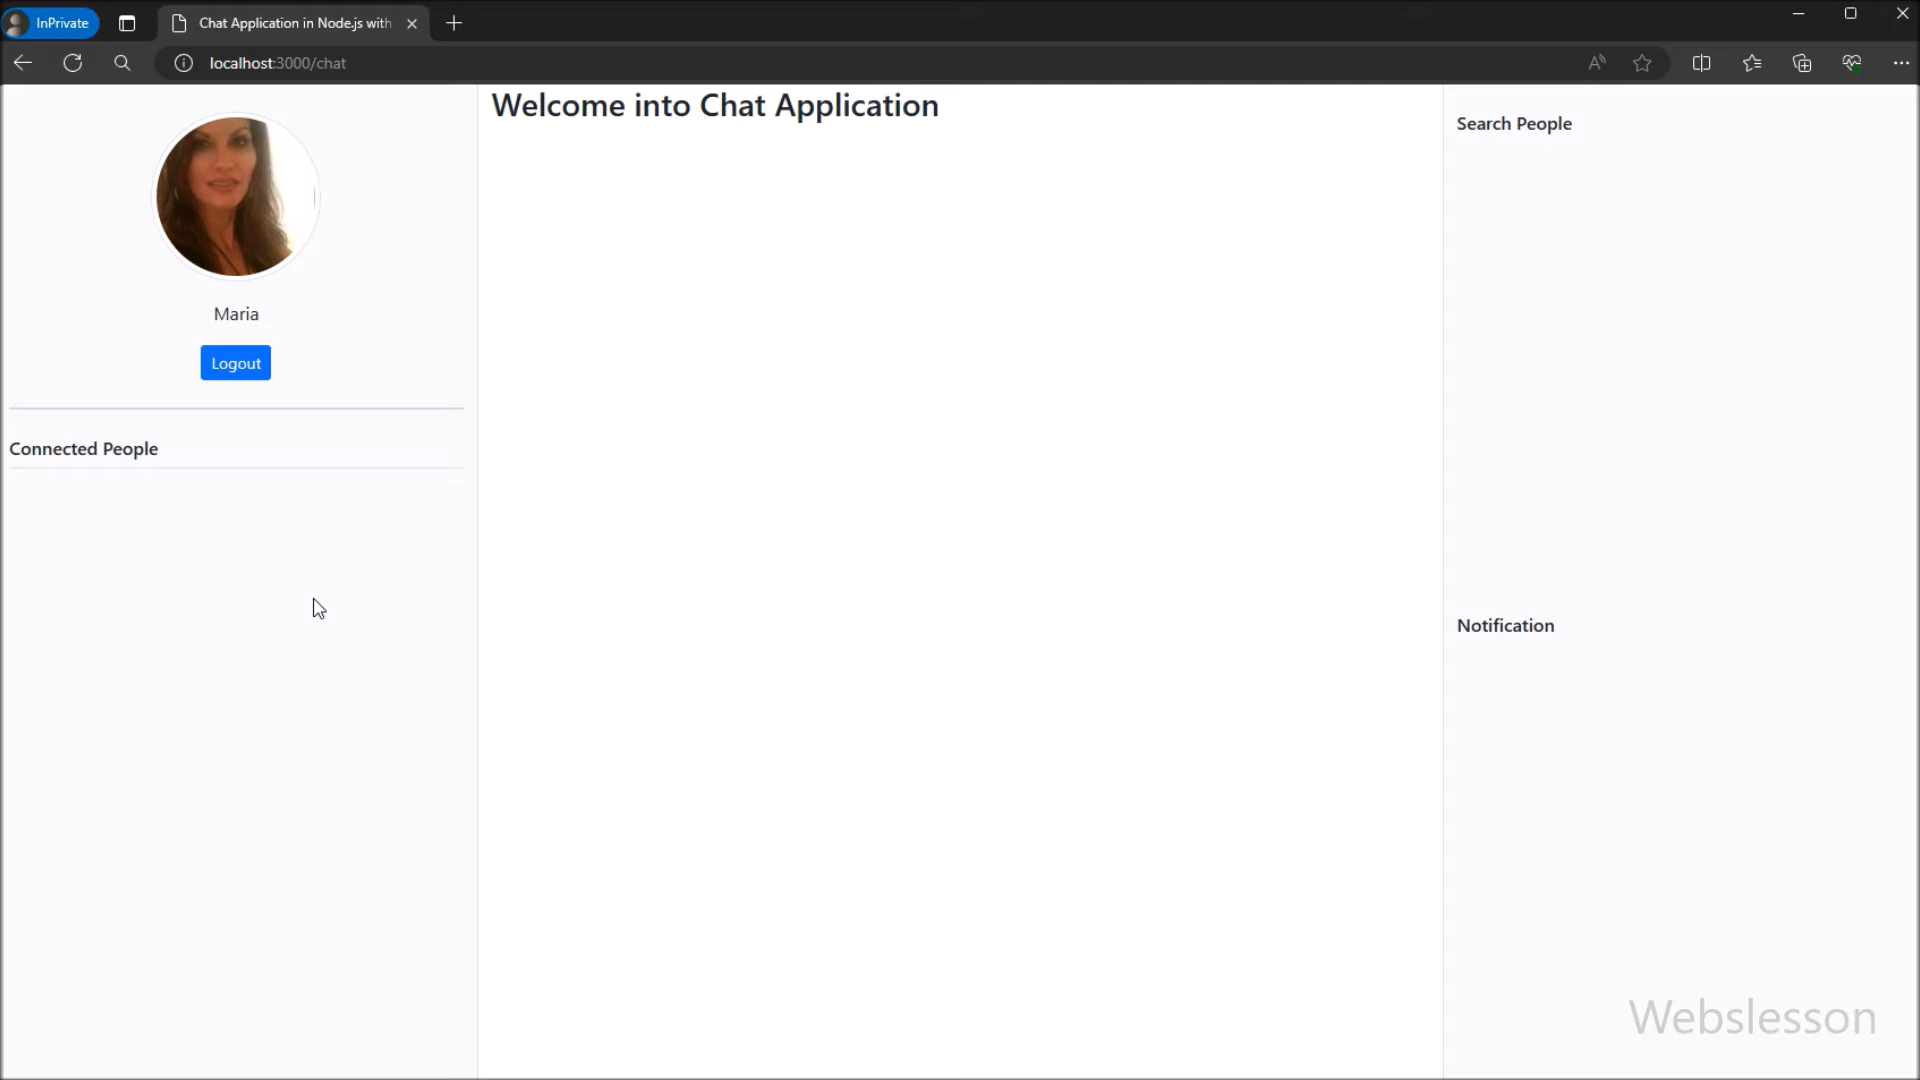 InPrivate
Chat Application in Node.js with
localhost:3000/chat
Welcome into Chat Application
Maria
Logout
Connected People
Search People
Notification
Webslesson